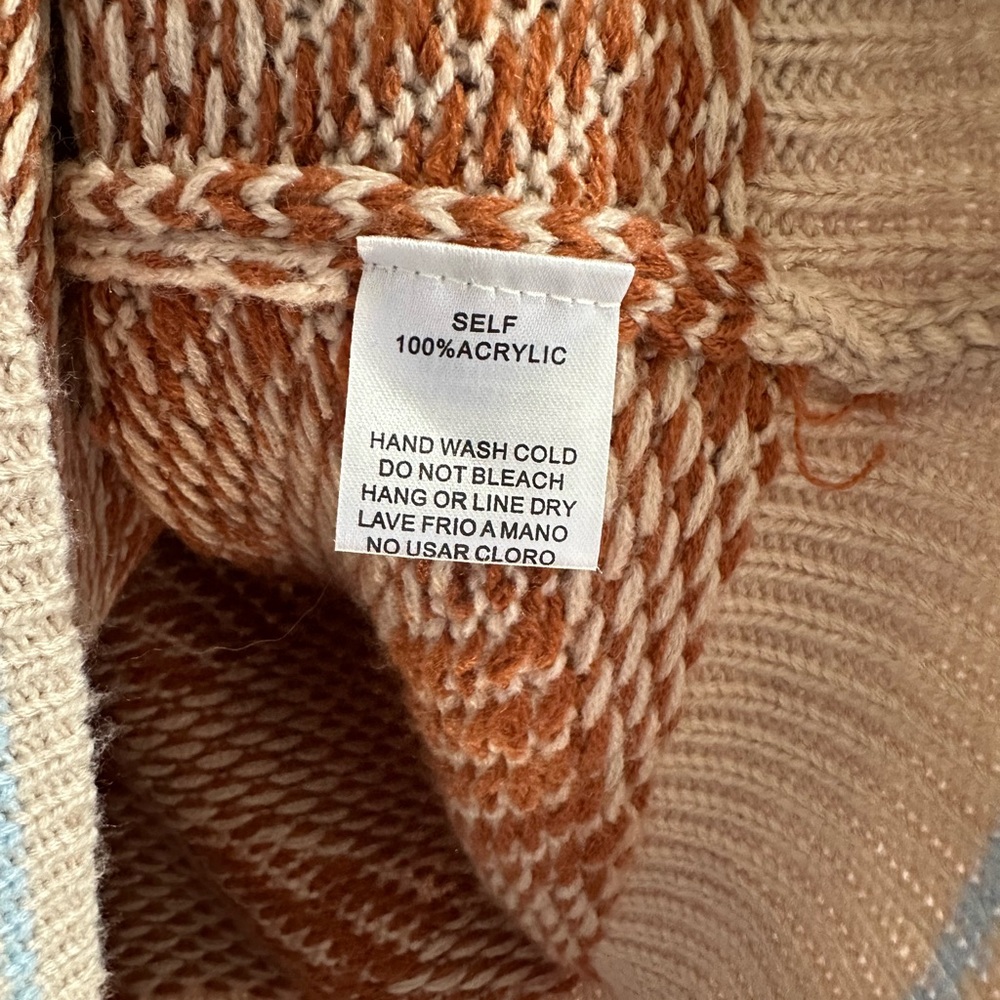 SELF
100%ACRYLIC
HAND WASH COLD
DO NOT BLEACH
HANG OR LINE DRY
LAVE FRIO A MANO
NO USAR CLORO